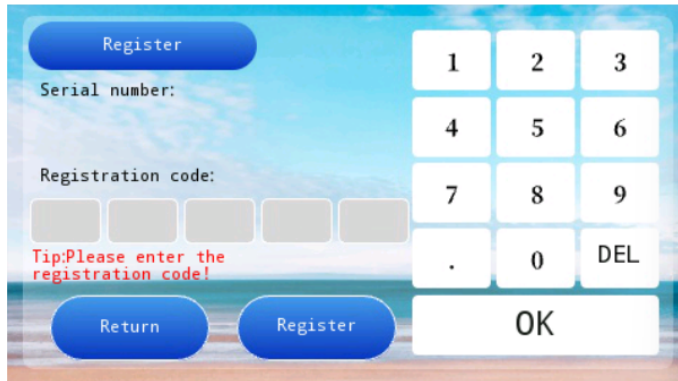 Register
Serial number:
Registration code:
Tip:Please enter the
registration code!
Return
Register
1 2 3
4 5 6
7 8 9
. 0 DEL
OK